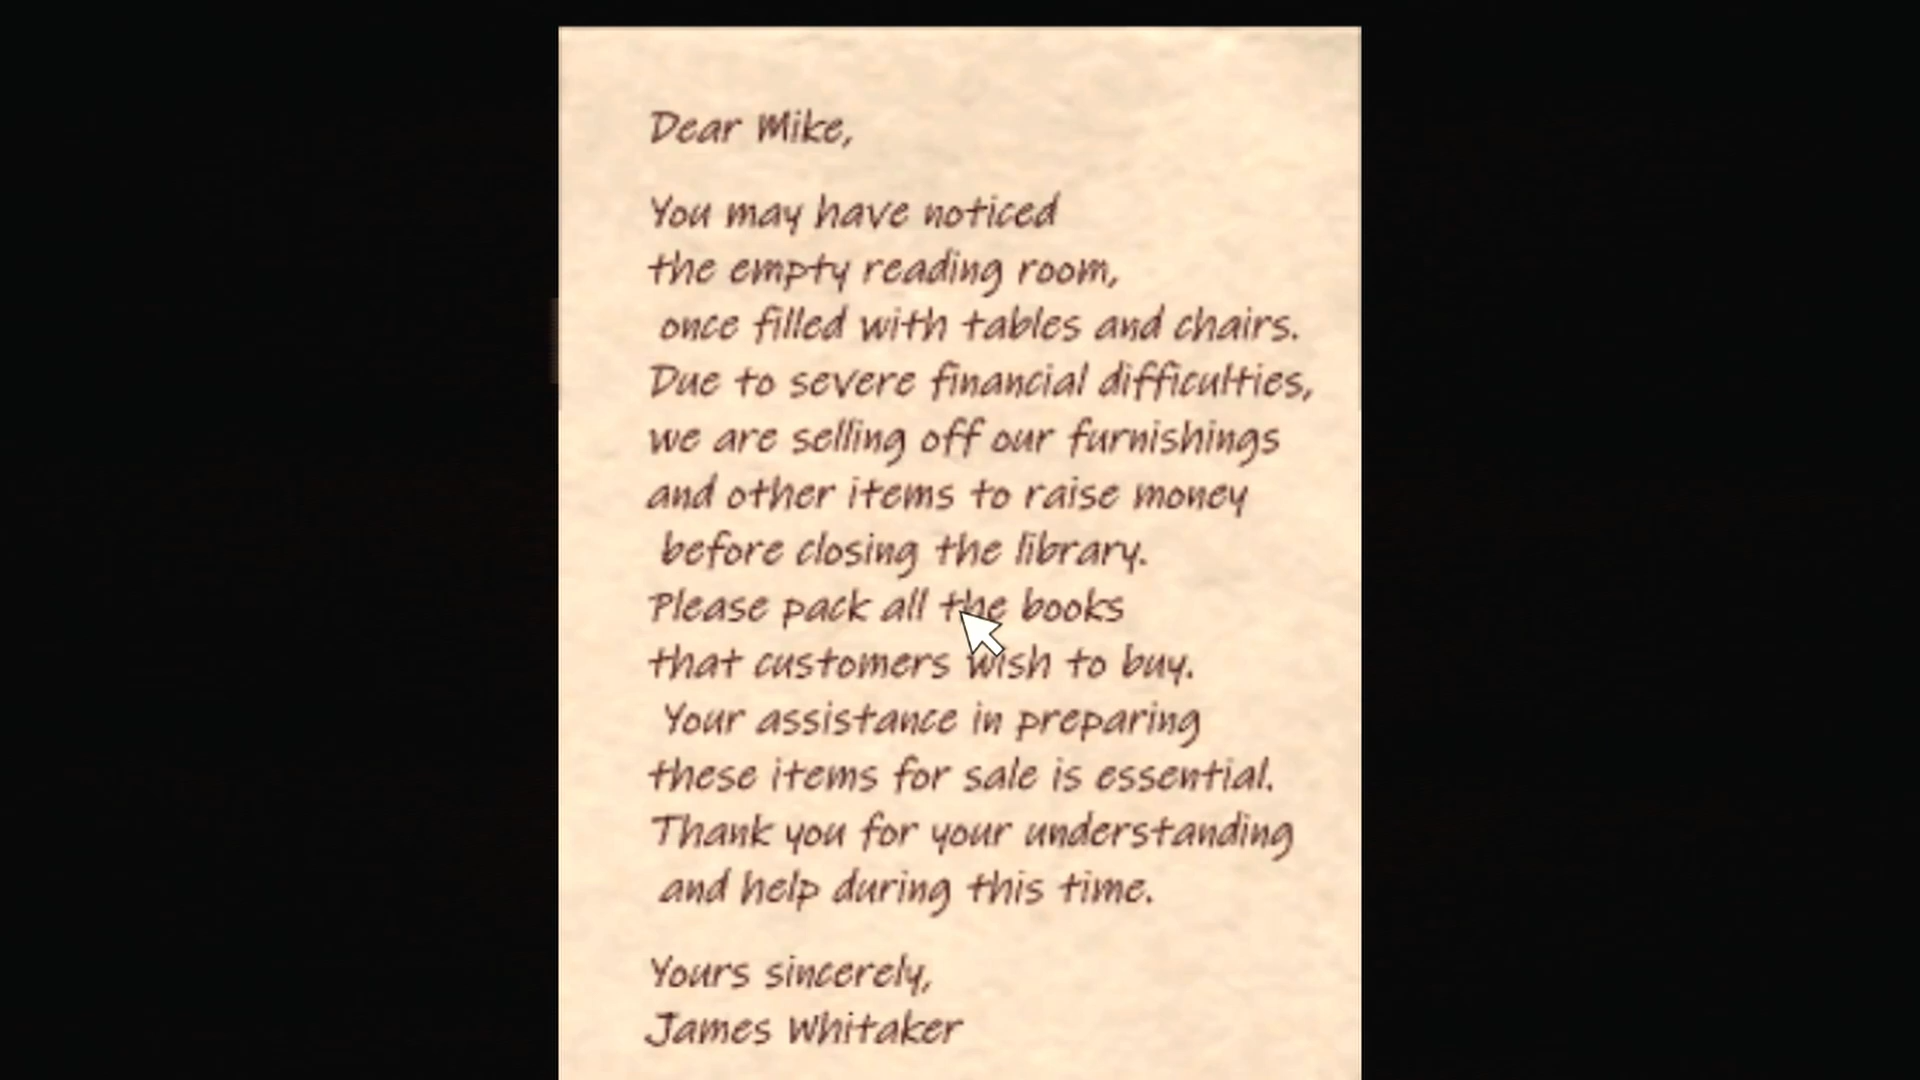 Dear Mike,
You may have noticed
the empty reading room,
once filled with tables and chairs.
Due to severe financial difficulties,
we are selling off our furnishings
and other items to raise money
before closing the library.
Please pack all the books
that customers wish to buy.
Your assistance in preparing
these items for sale is essential.
Thank you for your understanding
and help during this time.
Yours sincerely,
James Whitaker